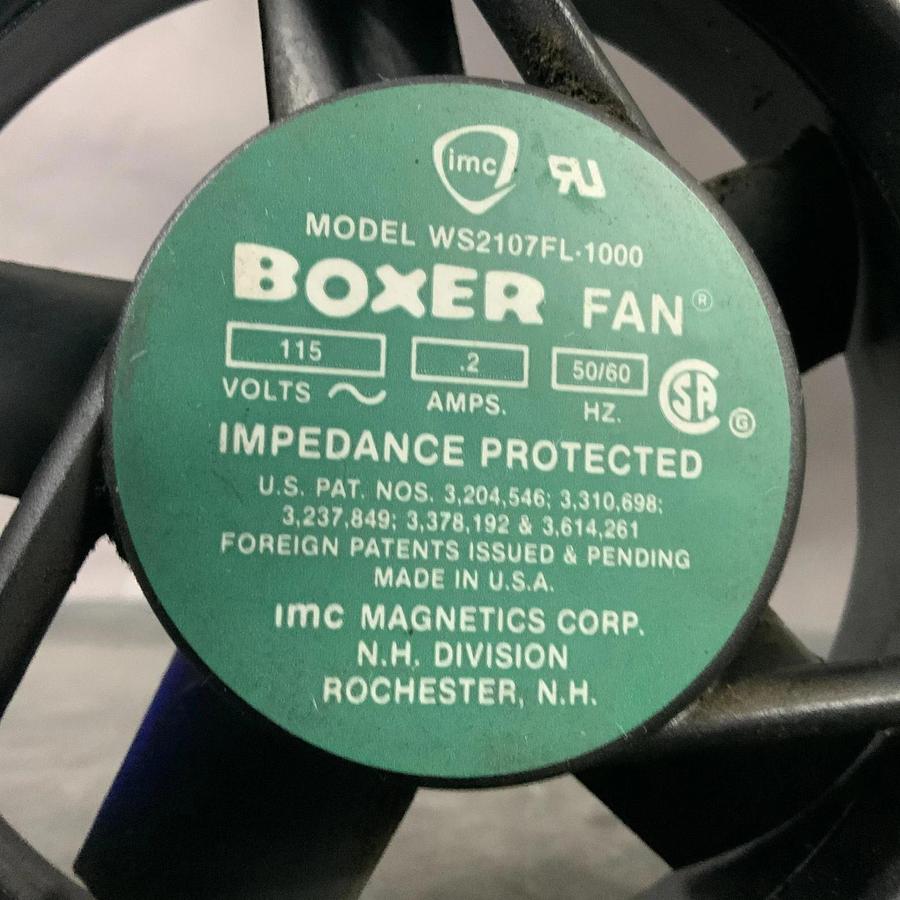 imc RU
MODEL WS2107FL-1000
BOXER FAN®
115 .2 50/60
VOLTS ~ AMPS. HZ. SA G
IMPEDANCE PROTECTED
U.S. PAT. NOS. 3,204,546; 3,310,698;
3,237,849; 3,378,192 & 3,614,261
FOREIGN PATENTS ISSUED & PENDING
MADE IN U.S.A.
imc MAGNETICS CORP.
N.H. DIVISION
ROCHESTER, N.H.